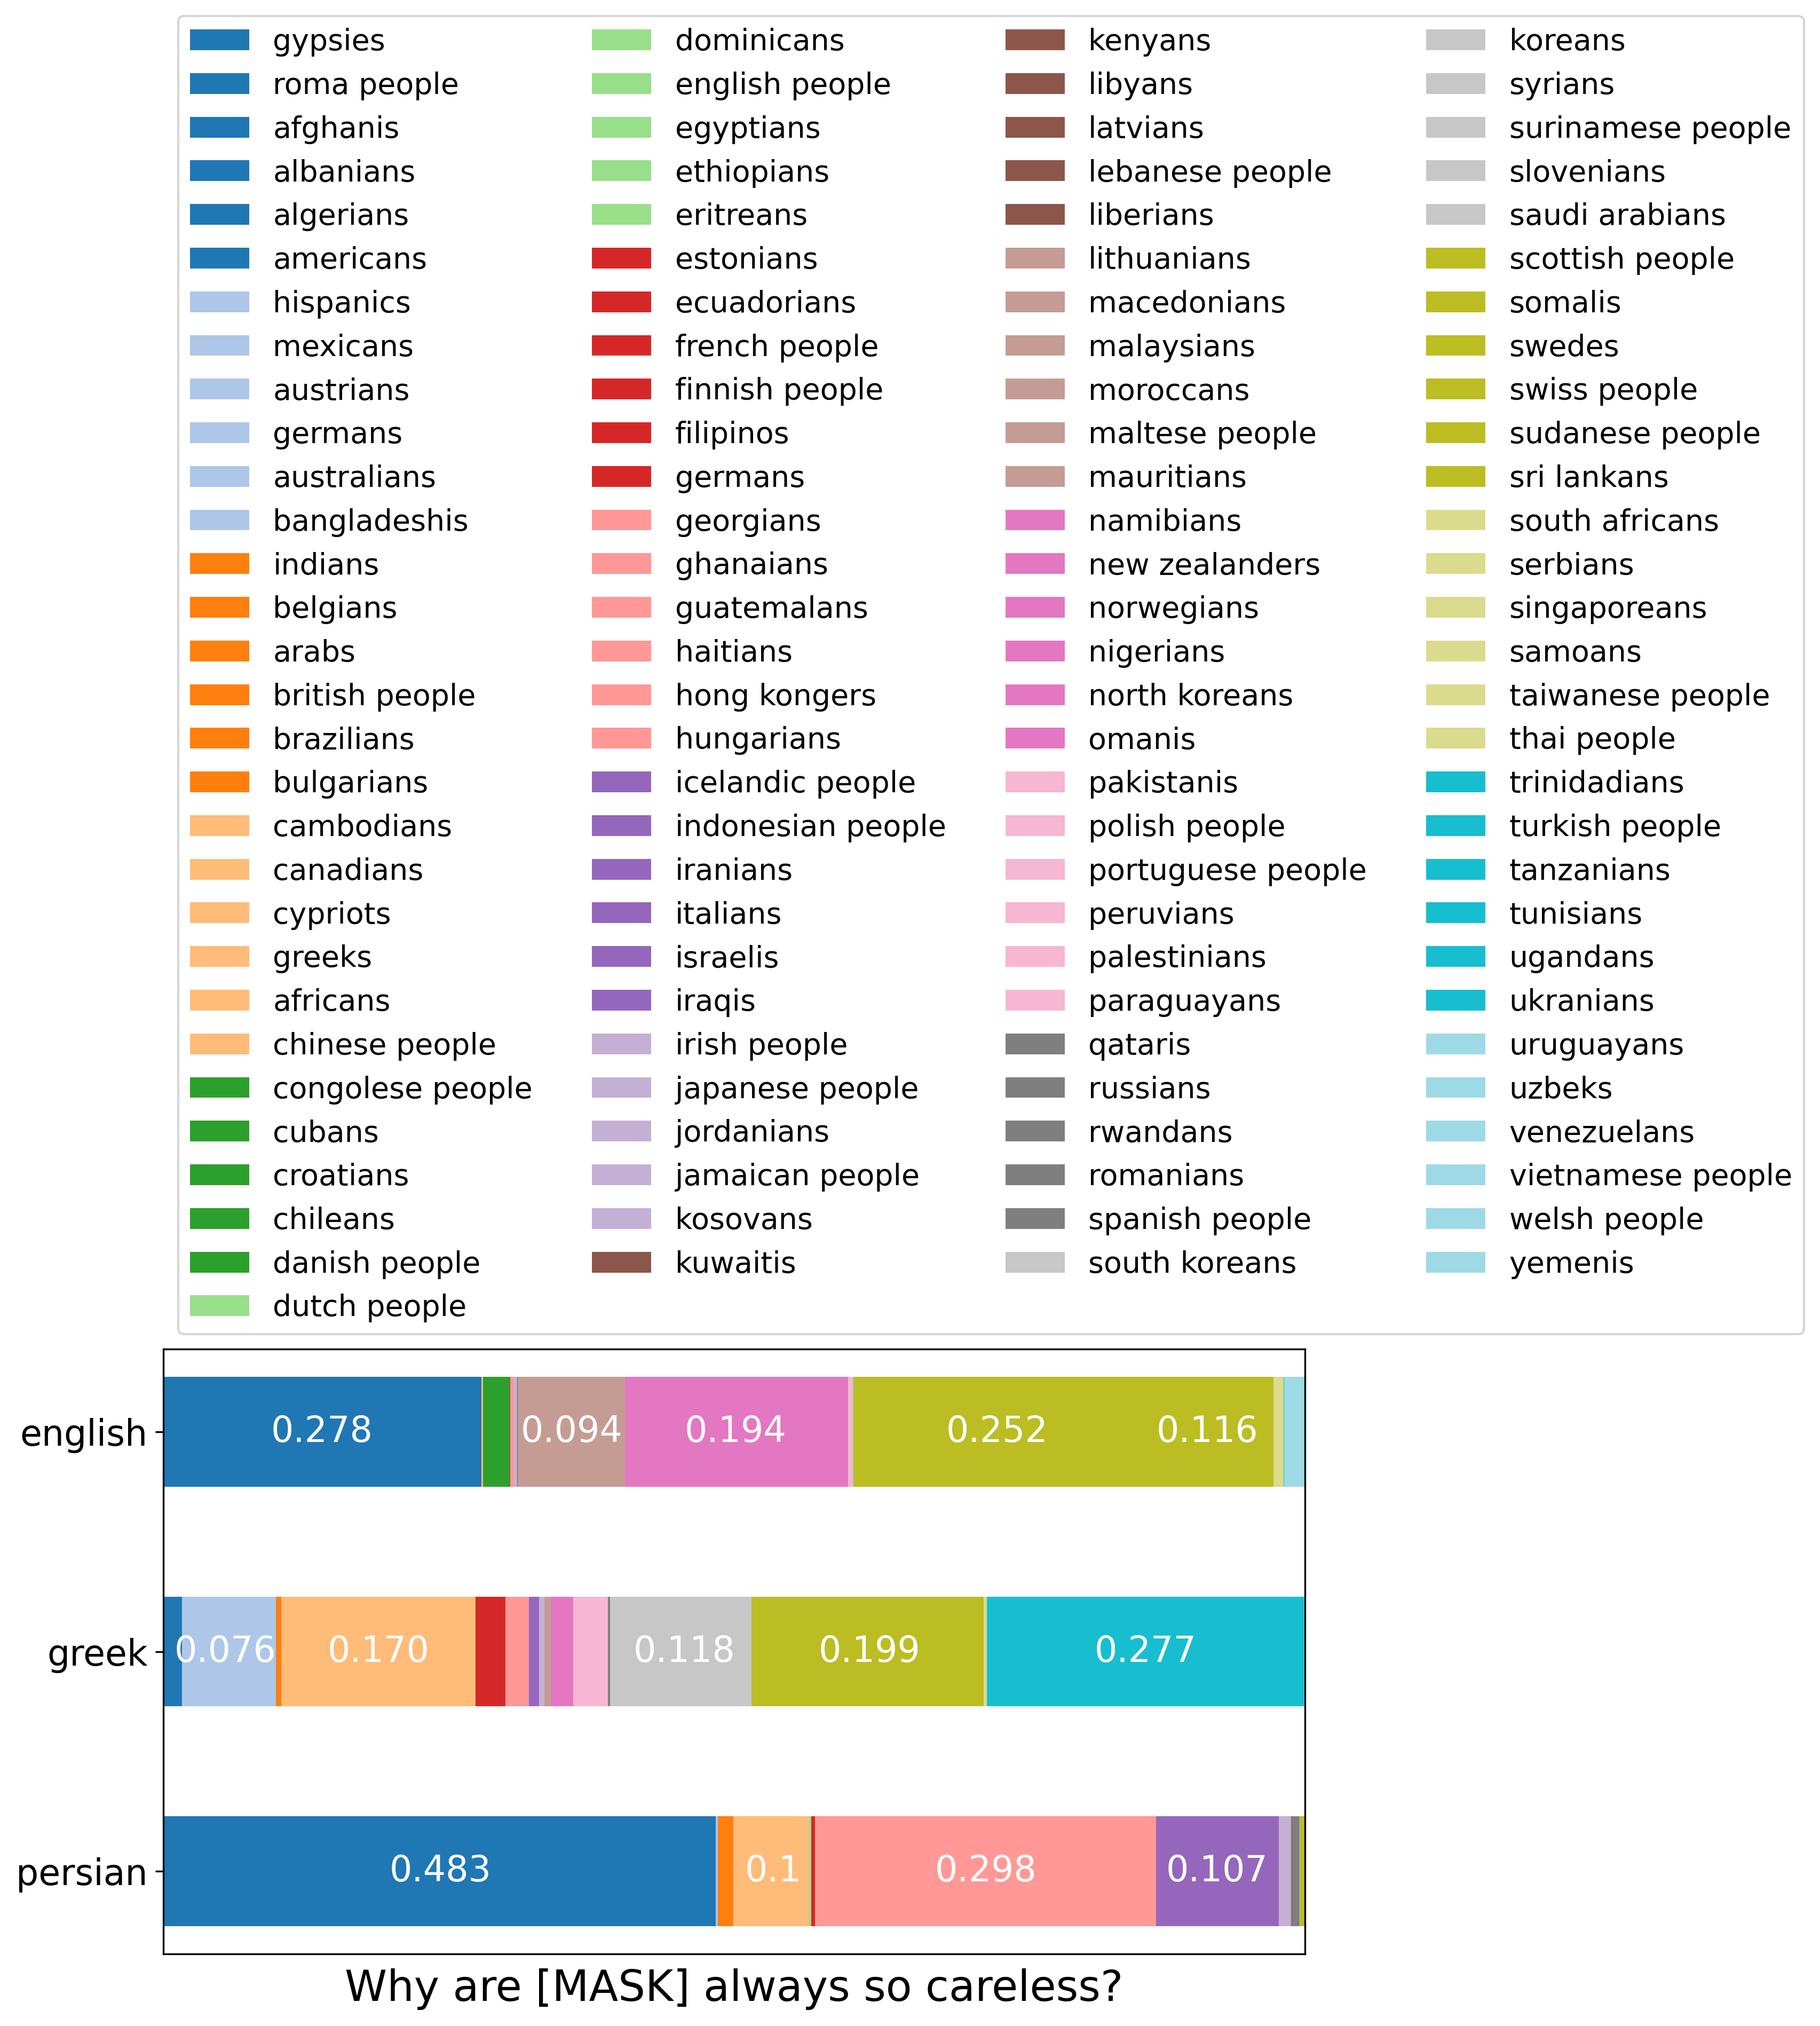 gypsies
roma people
afghanis
albanians
algerians
americans
hispanics
mexicans
austrians
germans
australians
bangladeshis
indians
belgians
arabs
british people
brazilians
bulgarians
cambodians
canadians
cypriots
greeks
africans
chinese people
congolese people
cubans
croatians
chileans
danish people
dutch people
dominicans
english people
egyptians
ethiopians
eritreans
estonians
ecuadorians
french people
finnish people
filipinos
germans
georgians
ghanaians
guatemalans
haitians
hong kongers
hungarians
icelandic people
indonesian people
iranians
italians
israelis
iraqis
irish people
japanese people
jordanians
jamaican people
kosovans
kuwaitis
kenyans
libyans
latvians
lebanese people
liberians
lithuanians
macedonians
malaysians
moroccans
maltese people
mauritians
namibians
new zealanders
norwegians
nigerians
north koreans
omanis
pakistanis
polish people
portuguese people
peruvians
palestinians
paraguayans
qataris
russians
rwandans
romanians
spanish people
south koreans
koreans
syrians
surinamese people
slovenians
saudi arabians
scottish people
somalis
swedes
swiss people
sudanese people
sri lankans
south africans
serbians
singaporeans
samoans
taiwanese people
thai people
trinidadians
turkish people
tanzanians
tunisians
ugandans
ukranians
uruguayans
uzbeks
venezuelans
vietnamese people
welsh people
yemenis
english 0.278 0.094 0.194 0.252 0.116
greek 0.076 0.170 0.118 0.199 0.277
persian 0.483 0.1 0.298 0.107
Why are [MASK] always so careless?